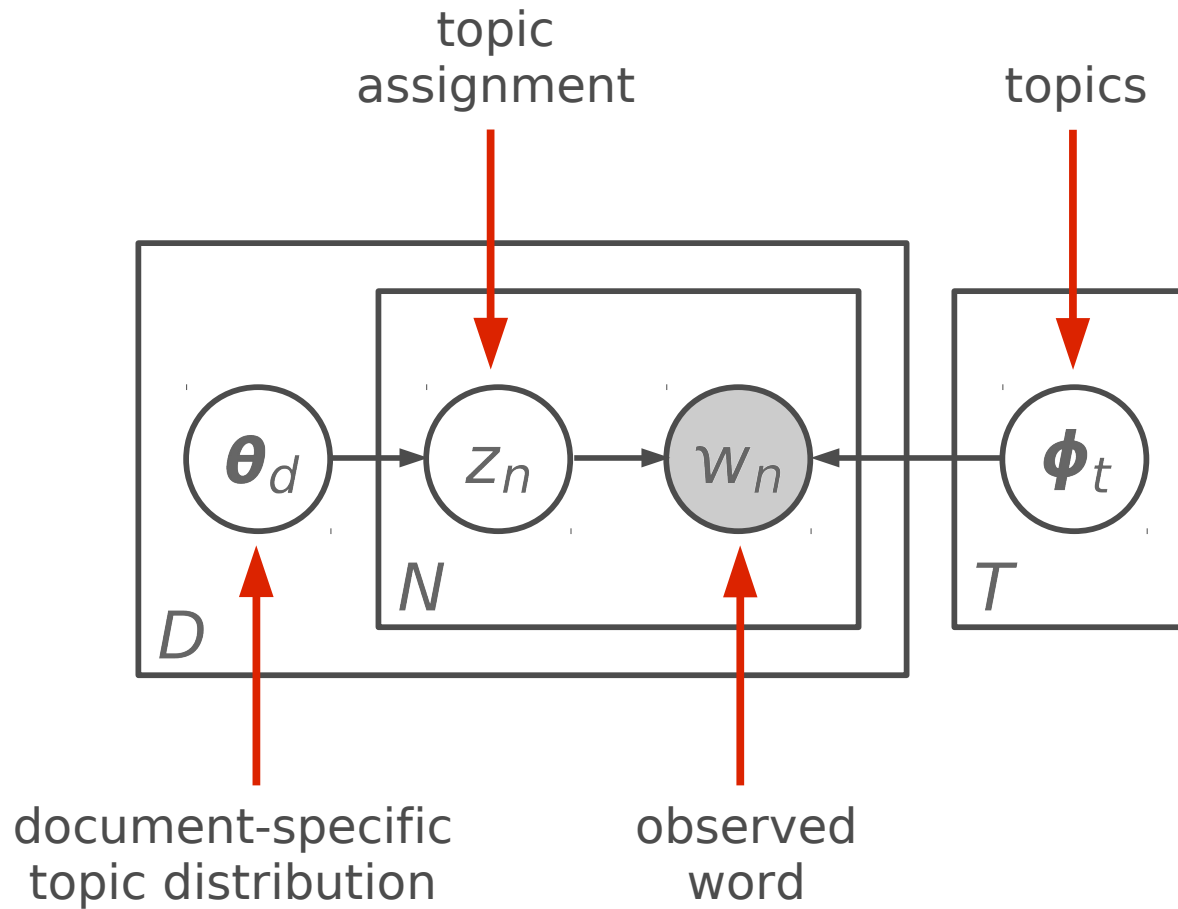 topic
assignment
topics
θd
zn
wn
ϕt
N
T
D
document-specific
topic distribution
observed
word